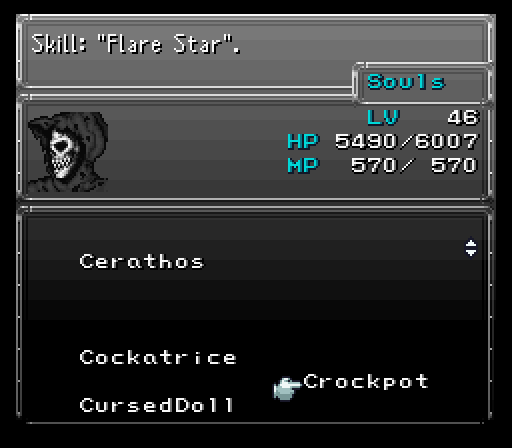 Skill: "Flare Star".
Souls
LV 46
HP 5490/6007
MP 570/ 570
Cerathos
Cockatrice
Crockpot
CursedDoll